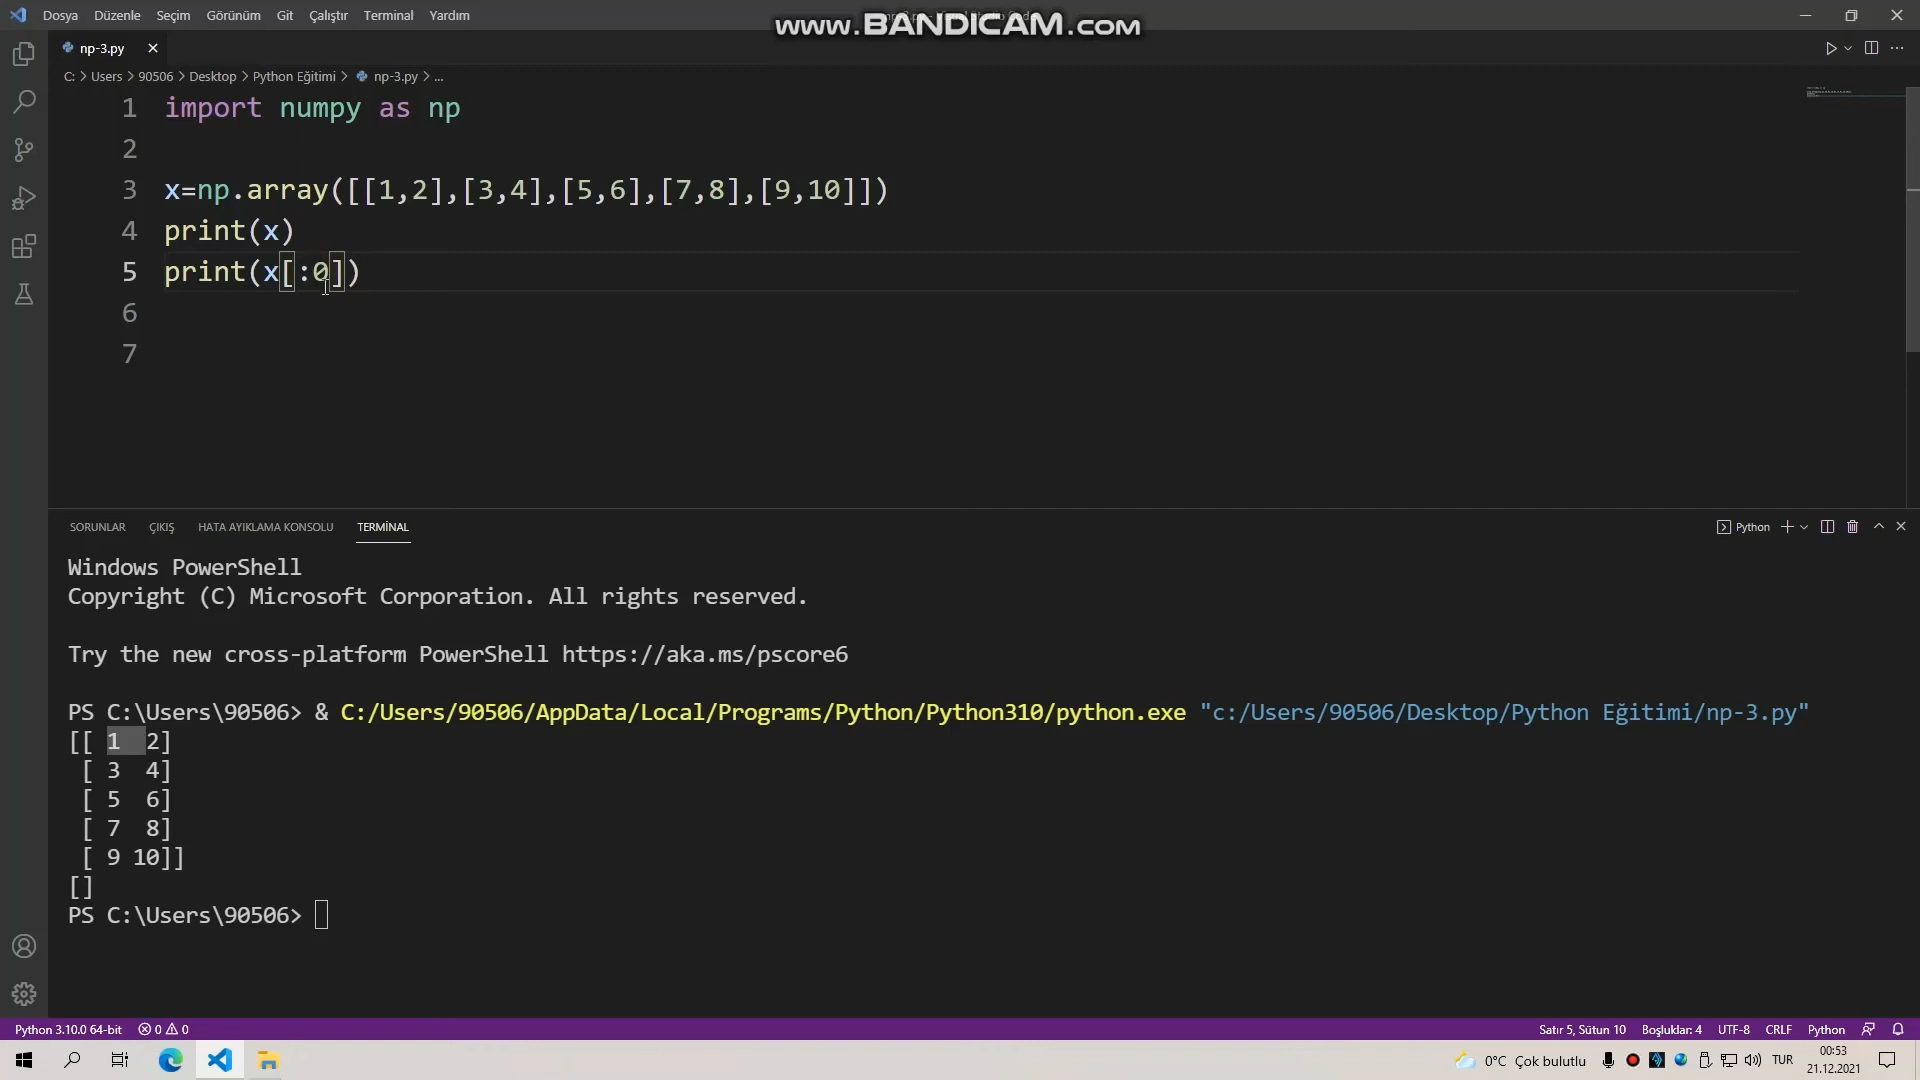 Dosya Düzenle Seçim Görünüm Git Çalıştır Terminal Yardım
www.BANDICAM.com
np-3.py
C: > Users > 90506 > Desktop > Python Eğitimi > np-3.py > ...
1 import numpy as np
2
3 x=np.array([[1,2],[3,4],[5,6],[7,8],[9,10]])
4 print(x)
5 print(x[:0])
6
7
SORUNLAR ÇIKIŞ HATA AYIKLAMA KONSOLU TERMİNAL
Python
Windows PowerShell
Copyright (C) Microsoft Corporation. All rights reserved.
Try the new cross-platform PowerShell https://aka.ms/pscore6
PS C:\Users\90506> & C:/Users/90506/AppData/Local/Programs/Python/Python310/python.exe "c:/Users/90506/Desktop/Python Eğitimi/np-3.py"
[[ 1  2]
 [ 3  4]
 [ 5  6]
 [ 7  8]
 [ 9 10]]
[]
PS C:\Users\90506>
Python 3.10.0 64-bit 0 0 Satır 5, Sütun 10 Boşluklar: 4 UTF-8 CRLF Python
0°C Çok bulutlu TUR 00:53
21.12.2021